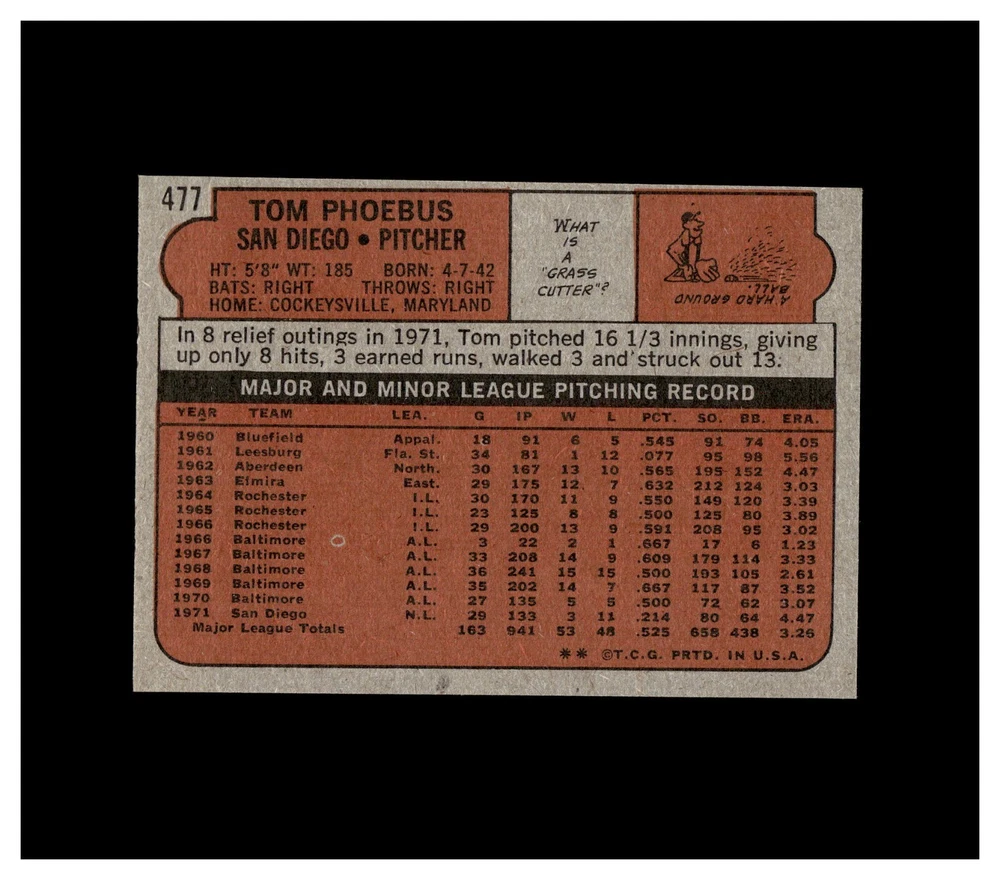 477
TOM PHOEBUS
SAN DIEGO • PITCHER
HT: 5'8" WT: 185 BORN: 4-7-42
BATS: RIGHT THROWS: RIGHT
HOME: COCKEYSVILLE, MARYLAND
WHAT
IS
A
"GRASS
CUTTER"?
A HARD GROUND
BALL.
In 8 relief outings in 1971, Tom pitched 16 1/3 innings, giving
up only 8 hits, 3 earned runs, walked 3 and struck out 13.
MAJOR AND MINOR LEAGUE PITCHING RECORD
YEAR TEAM LEA. G IP W L PCT. SO. BB. ERA.
1960 Bluefield Appal. 18 91 6 5 .545 91 74 4.05
1961 Leesburg Fla. St. 34 81 1 12 .077 95 98 5.56
1962 Aberdeen North. 30 167 13 10 .565 195 152 4.47
1963 Elmira East. 29 175 12 7 .632 212 124 3.03
1964 Rochester I.L. 30 170 11 9 .550 149 120 3.39
1965 Rochester I.L. 23 125 8 8 .500 125 80 3.89
1966 Rochester I.L. 29 200 13 9 .591 208 95 3.02
1966 Baltimore A.L. 3 22 2 1 .667 17 6 1.23
1967 Baltimore A.L. 33 208 14 9 .609 179 114 3.33
1968 Baltimore A.L. 36 241 15 15 .500 193 105 2.61
1969 Baltimore A.L. 35 202 14 7 .667 117 87 3.52
1970 Baltimore A.L. 27 135 5 5 .500 72 62 3.07
1971 San Diego N.L. 29 133 3 11 .214 80 64 4.47
Major League Totals 163 941 53 48 .525 658 438 3.26
** ©T.C.G. PRTD. IN U.S.A.